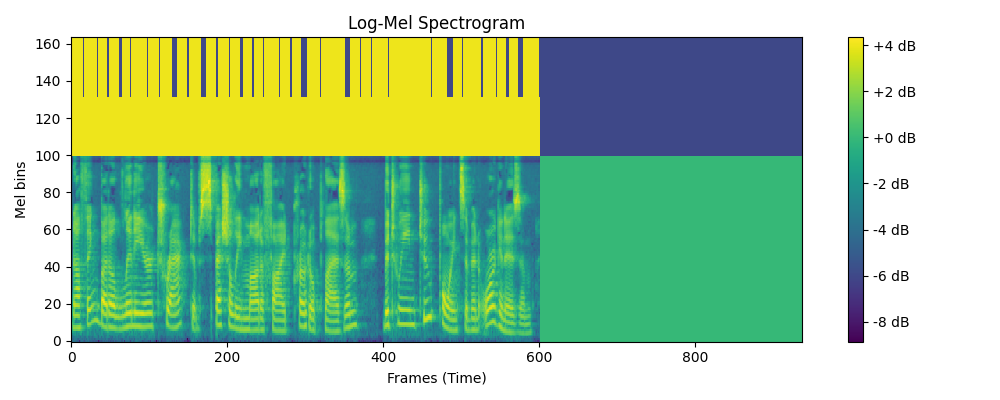 Log-Mel Spectrogram
Mel bins
160
140
120
100
80
60
40
20
0
0 200 400 600 800
Frames (Time)
+4 dB
+2 dB
+0 dB
-2 dB
-4 dB
-6 dB
-8 dB